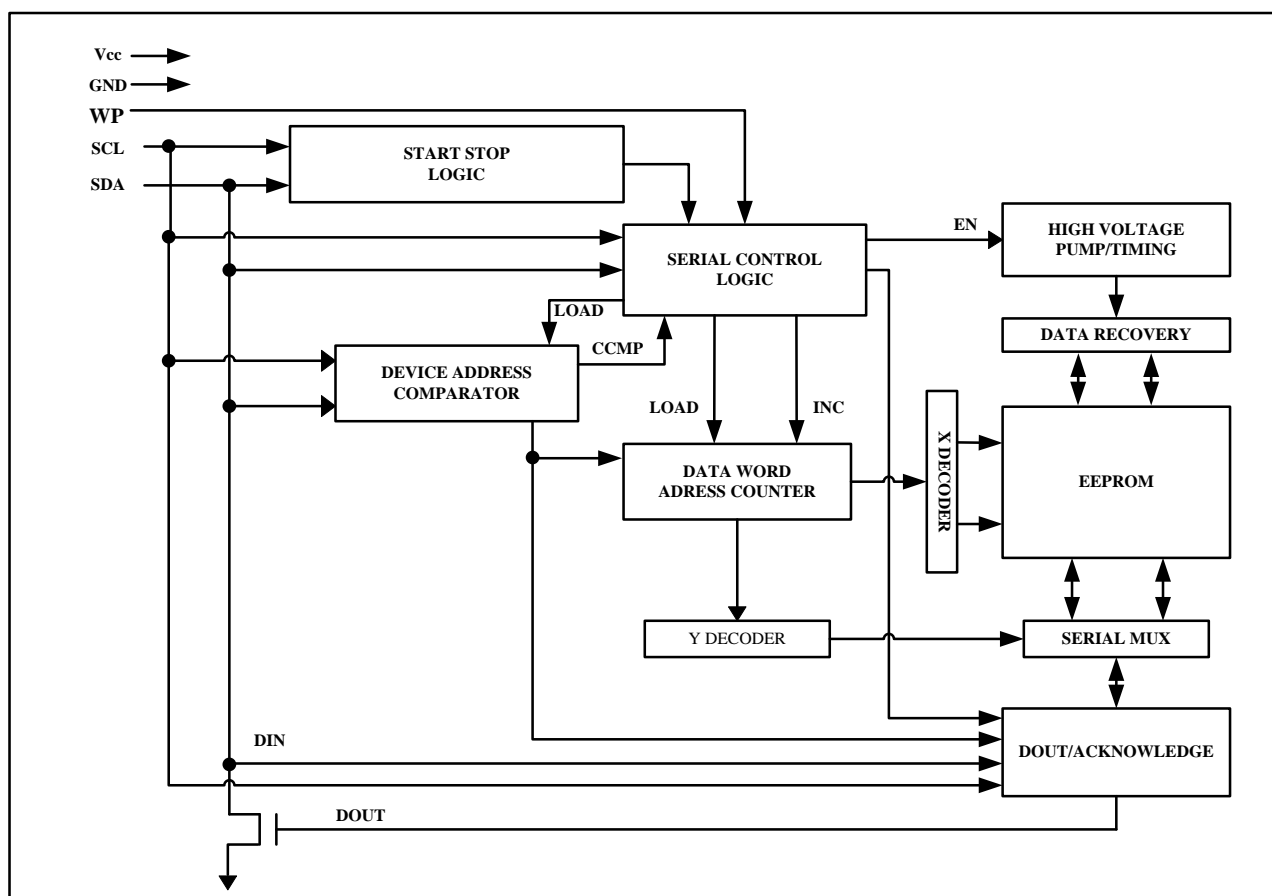 Vcc
GND
WP
SCL
SDA
START STOP
LOGIC
SERIAL CONTROL
LOGIC
EN
HIGH VOLTAGE
PUMP/TIMING
LOAD
CCMP
DATA RECOVERY
DEVICE ADDRESS
COMPARATOR
LOAD
INC
DATA WORD
ADRESS COUNTER
X DECODER
EEPROM
Y DECODER
SERIAL MUX
DIN
DOUT/ACKNOWLEDGE
DOUT